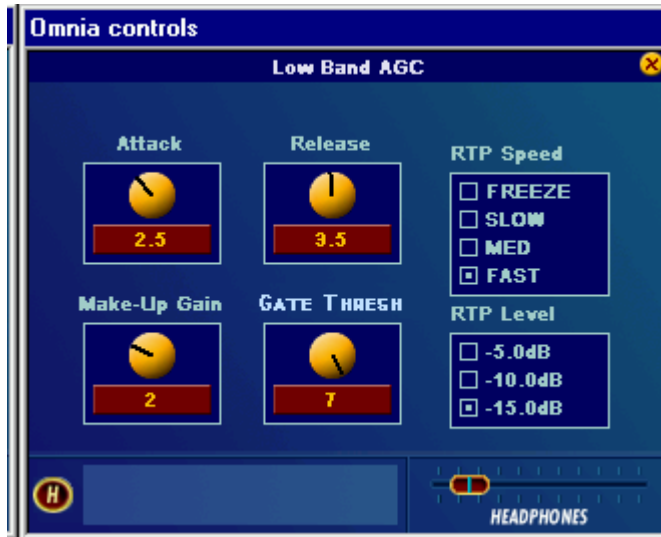 Omnia controls
Low Band AGC
Attack
2.5
Release
3.5
RTP Speed
FREEZE
SLOW
MED
FAST
Make-Up Gain
2
GATE THRESH
7
RTP Level
-5.0dB
-10.0dB
-15.0dB
H
HEADPHONES